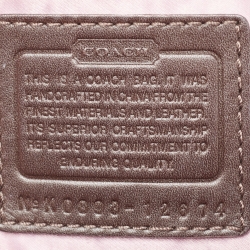 COACH
THIS IS A COACH BAG. IT WAS
HANDCRAFTED IN CHINA FROM THE
FINEST MATERIALS AND LEATHER.
ITS SUPERIOR CRAFTSMANSHIP
REFLECTS OUR COMMITMENT TO
ENDURING QUALITY.
No K0993-12674